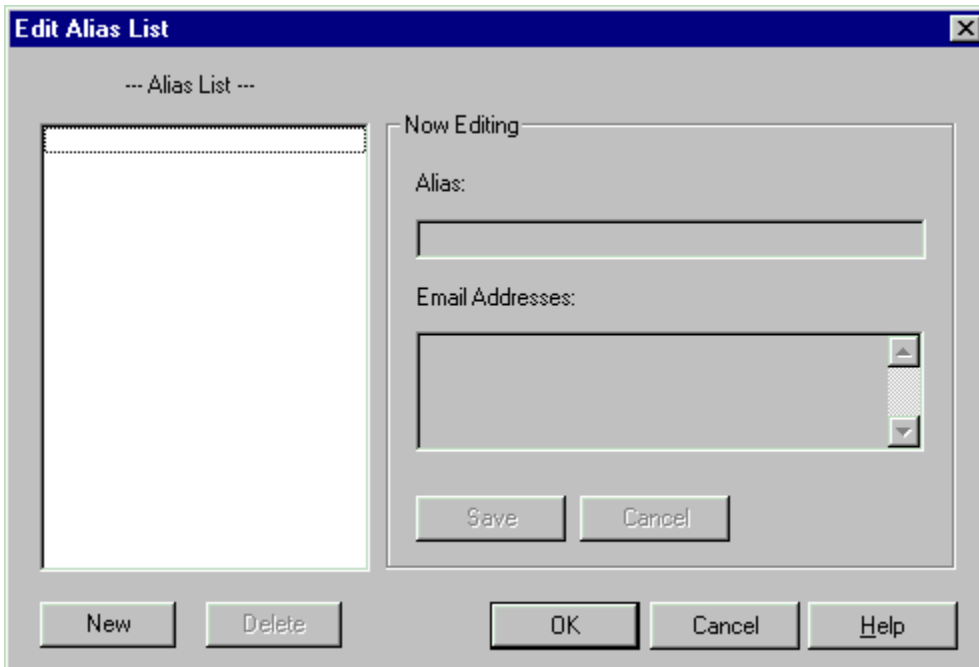 Edit Alias List
--- Alias List ---
Now Editing
Alias:
Email Addresses:
Save Cancel
New Delete OK Cancel Help